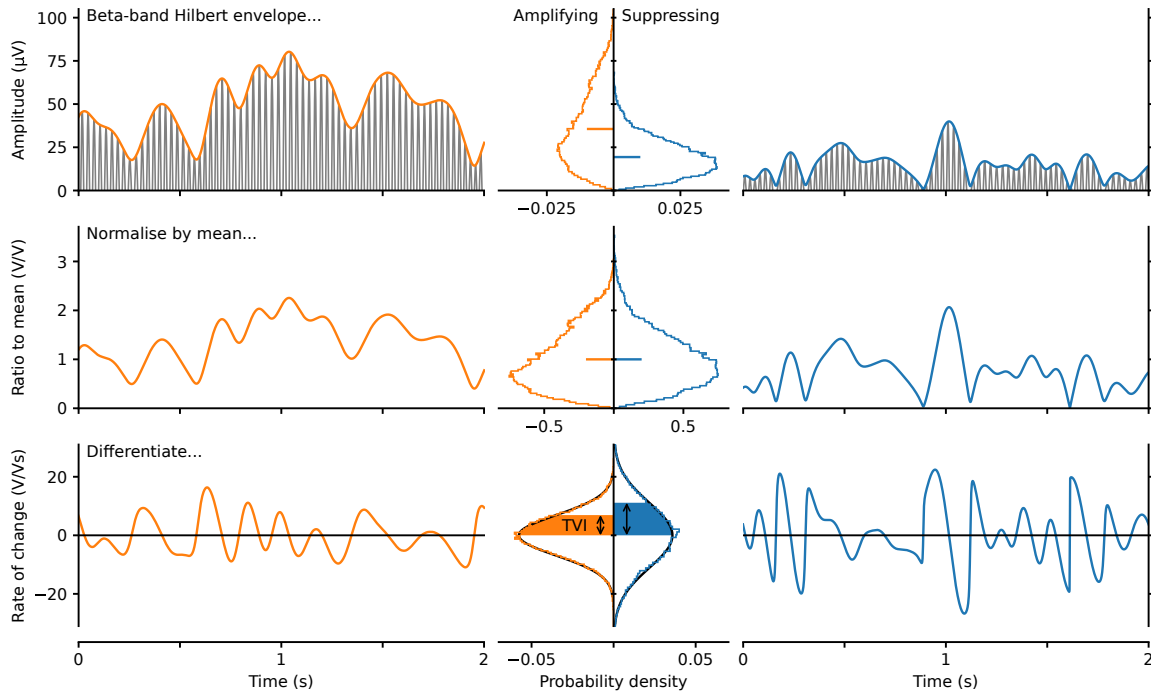 Beta-band Hilbert envelope...
Amplifying
Suppressing
Amplitude (µV)
100
75
50
25
0
−0.025
0.025
Normalise by mean...
Ratio to mean (V/V)
3
2
1
0
−0.5
0.5
Differentiate...
Rate of change (V/Vs)
20
0
−20
TVI
0
1
2
Time (s)
−0.05
0.05
Probability density
0
1
2
Time (s)